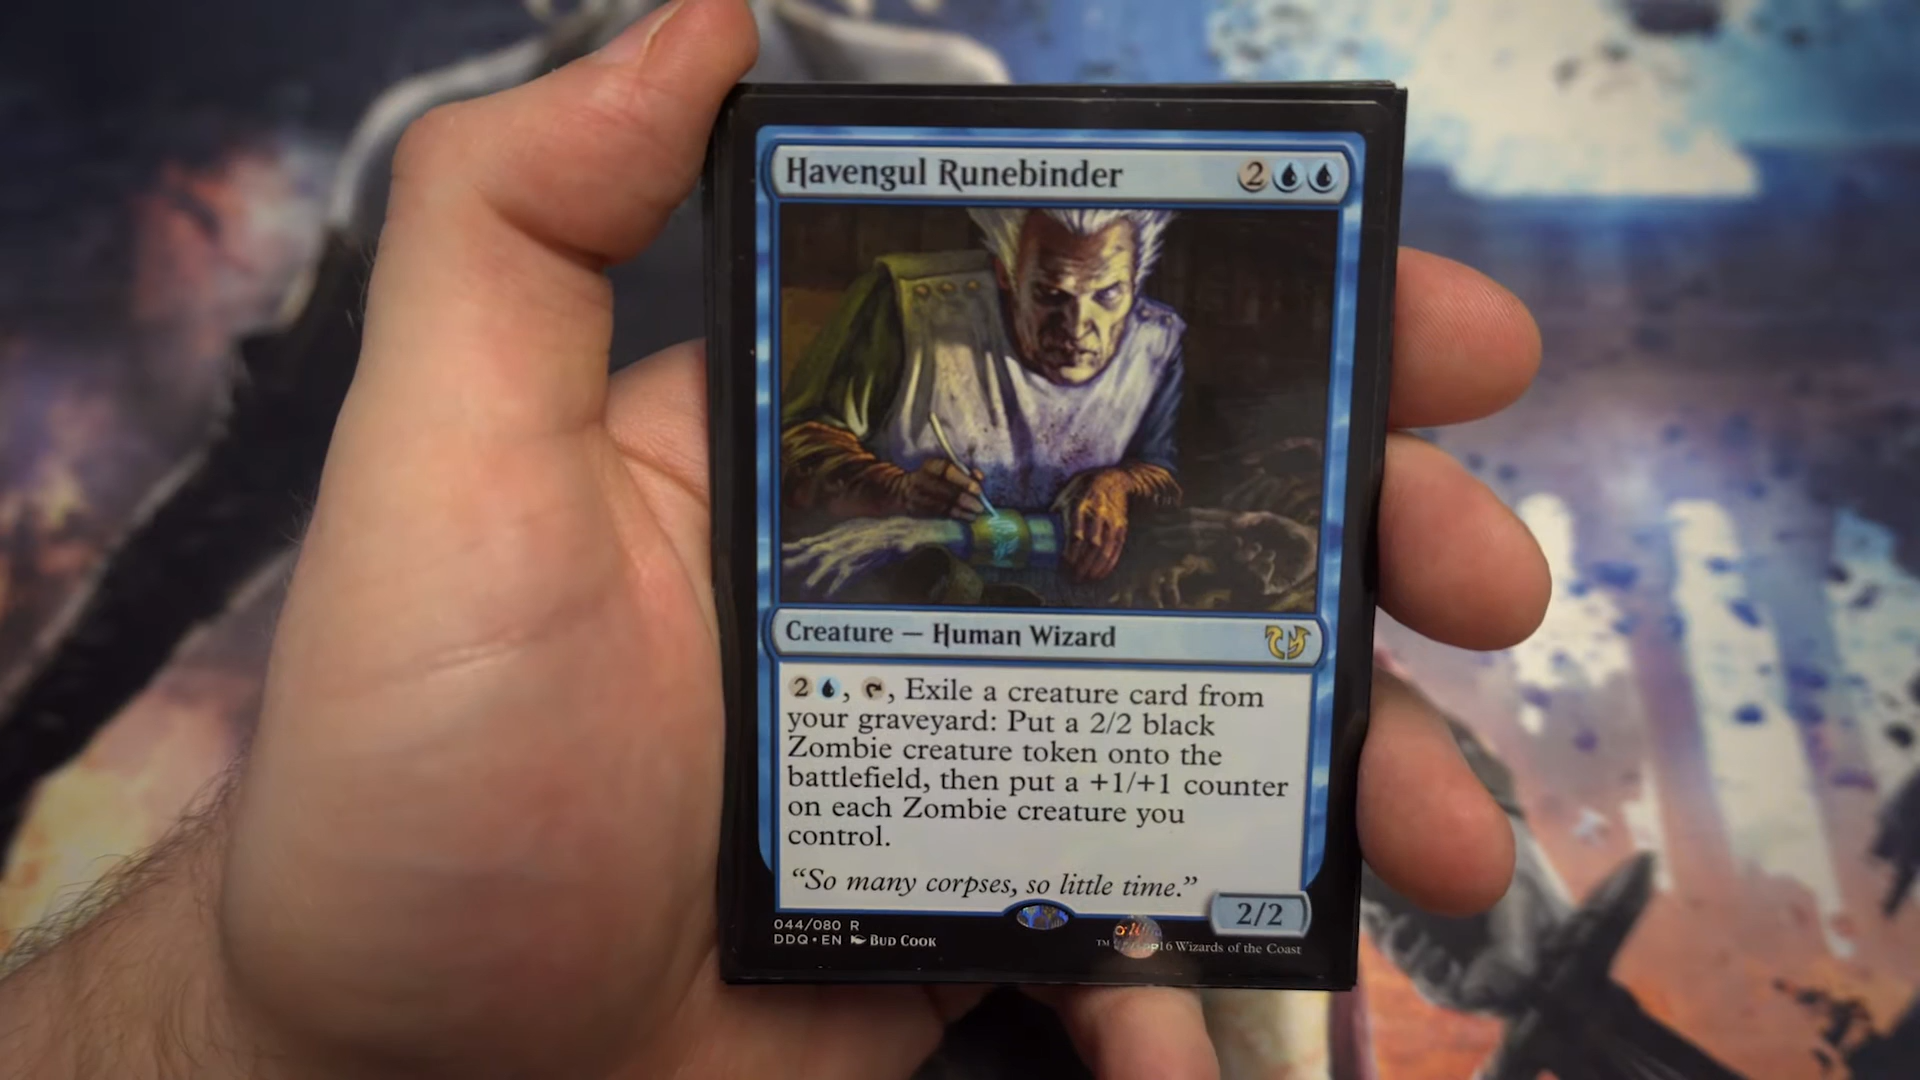 Havengul Runebinder 2
Creature — Human Wizard
2 , , Exile a creature card from
your graveyard: Put a 2/2 black
Zombie creature token onto the
battlefield, then put a +1/+1 counter
on each Zombie creature you
control.
“So many corpses, so little time.”
2/2
044/080 R
DDQ • EN Bud Cook
™ Wizards of the Coast